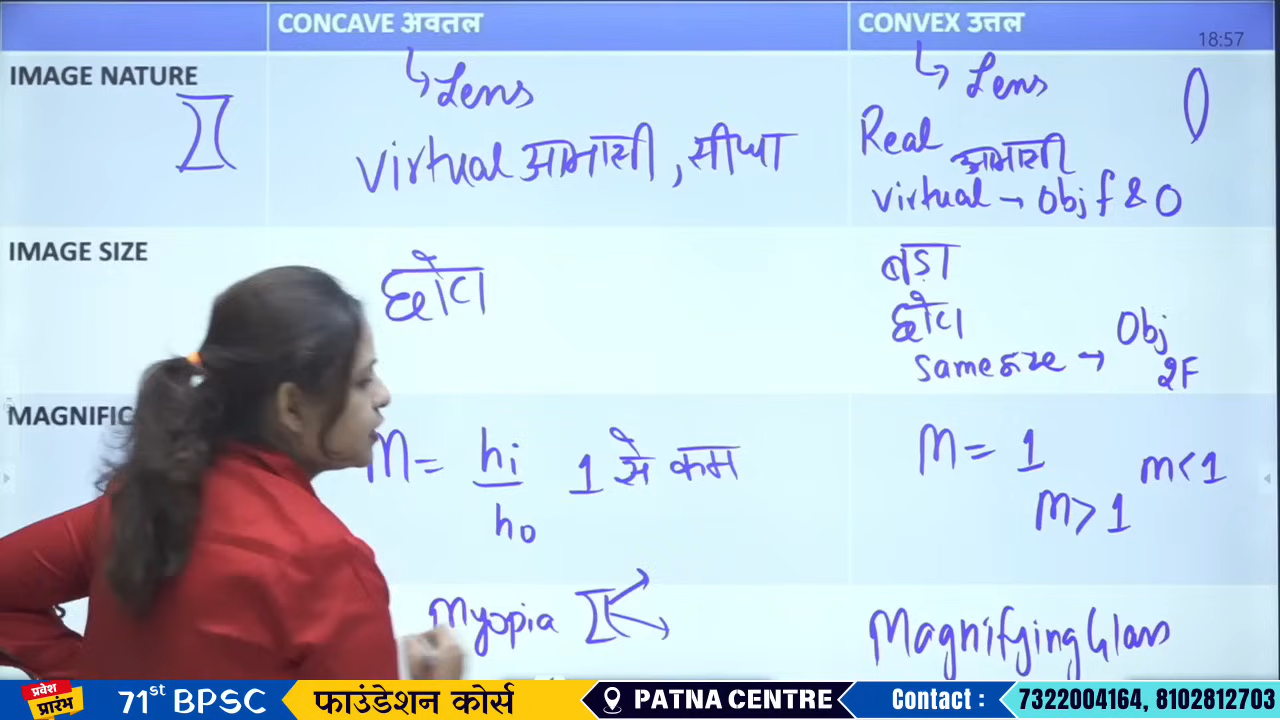 CONCAVE अवतल
CONVEX उत्तल
18:57
IMAGE NATURE
Lens
Virtual आभासी, सीधा
Lens
Real
आभासी
virtual → Obj f & O
IMAGE SIZE
छोटा
बड़ा
छोटा
same size → Obj
2F
MAGNIFIC
M = hi
ho
1 से कम
M = 1
M > 1
m < 1
Myopia
Magnifying Glass
प्रवेश
प्रारंभ
71st BPSC
फाउंडेशन कोर्स
PATNA CENTRE
Contact :
7322004164, 8102812703